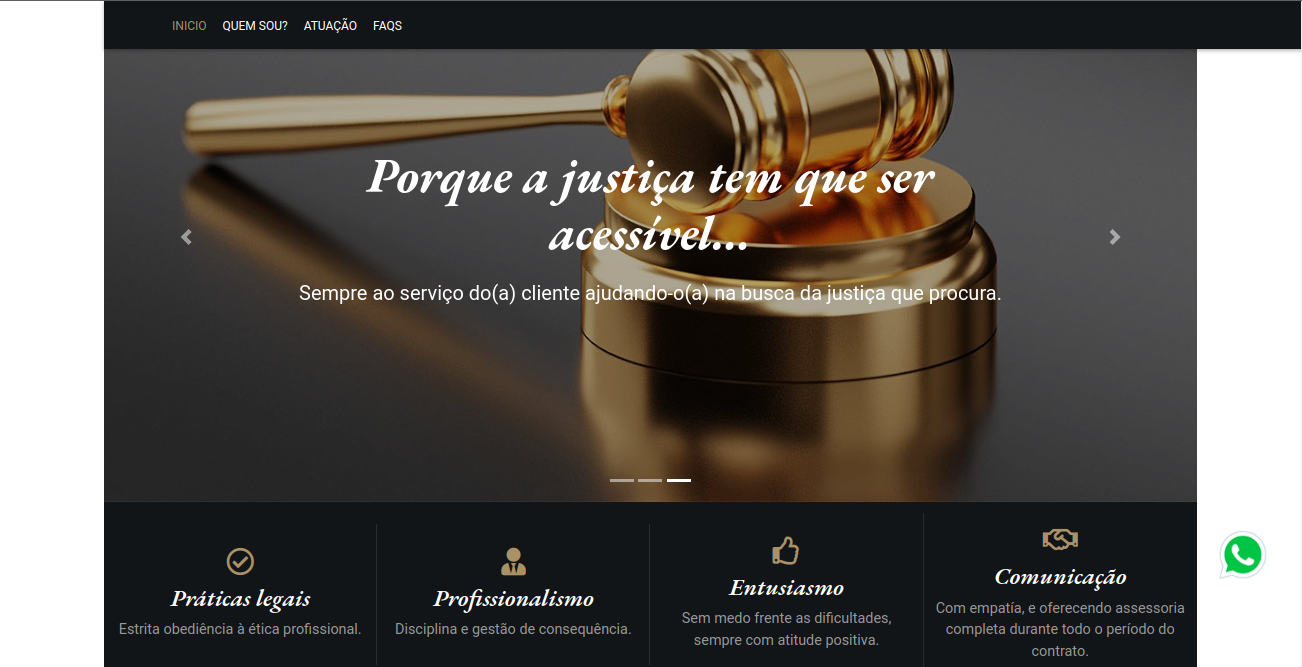 INICIO QUEM SOU? ATUAÇÃO FAQS
Porque a justiça tem que ser
acessível...
Sempre ao serviço do(a) cliente ajudando-o(a) na busca da justiça que procura.
Práticas legais
Estrita obediência à ética profissional.
Profissionalismo
Disciplina e gestão de consequência.
Entusiasmo
Sem medo frente as dificultades,
sempre com atitude positiva.
Comunicação
Com empatía, e oferecendo assessoria
completa durante todo o período do
contrato.